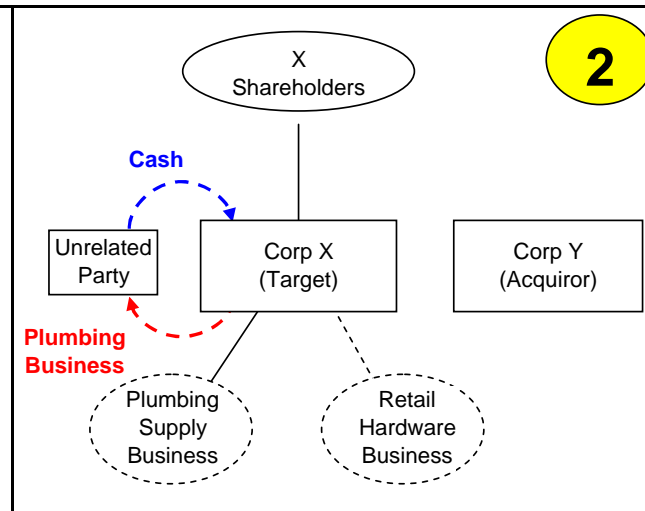 X
Shareholders
2
Cash
Unrelated
Party
Corp X
(Target)
Corp Y
(Acquiror)
Plumbing
Business
Plumbing
Supply
Business
Retail
Hardware
Business